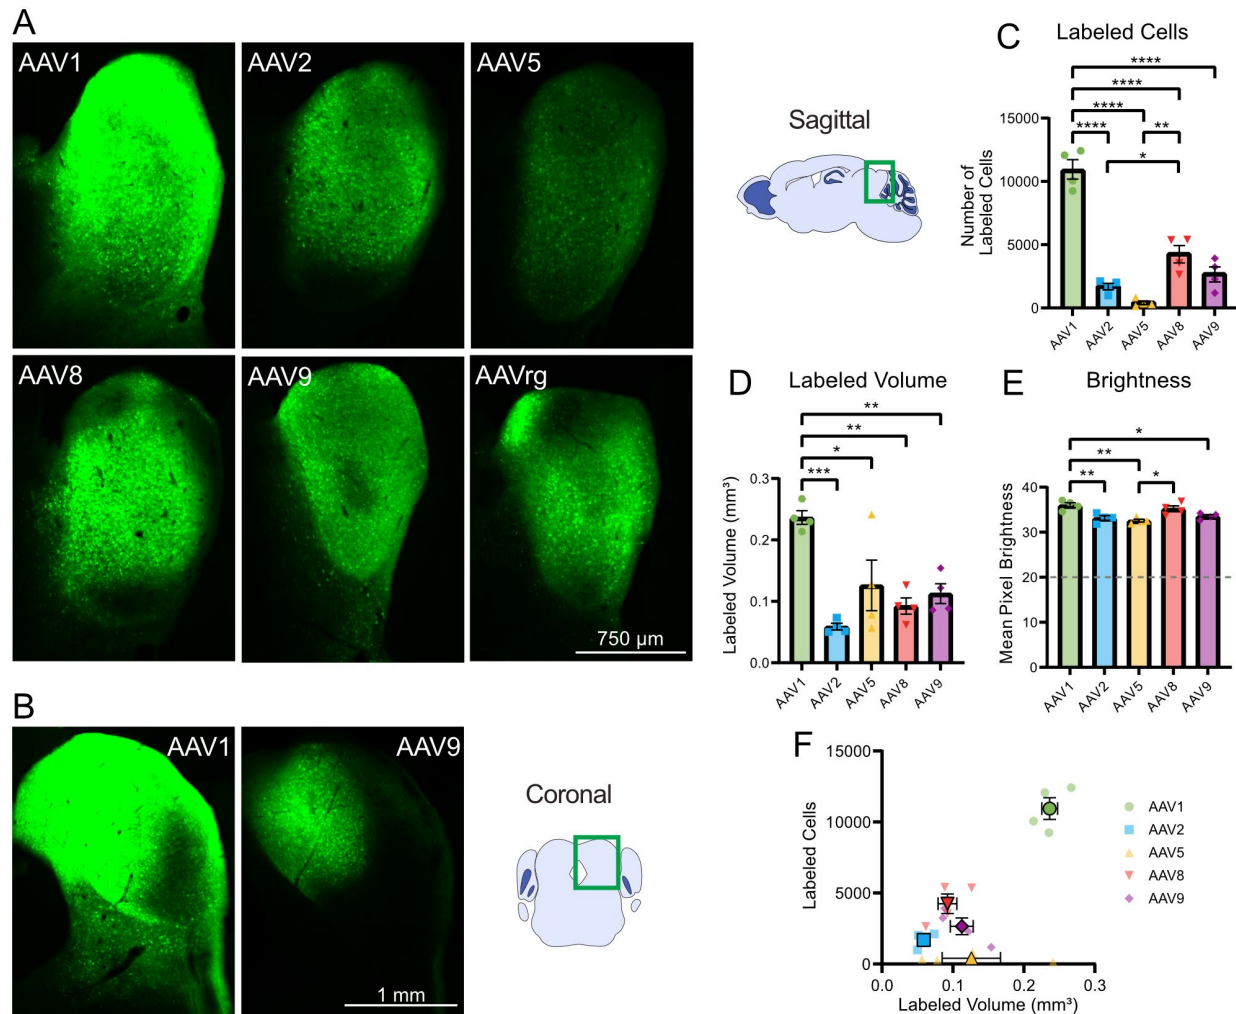 A
AAV1
AAV2
AAV5
AAV8
AAV9
AAVrg
750 µm
Sagittal
B
AAV1
AAV9
1 mm
Coronal
C
Labeled Cells
****
****
****
**** **
*
15000
10000
5000
0
Number of
Labeled Cells
AAV1
AAV2
AAV5
AAV8
AAV9
D
Labeled Volume
**
**
*
***
0.3
0.2
0.1
0.0
Labeled Volume (mm³)
AAV1
AAV2
AAV5
AAV8
AAV9
E
Brightness
*
**
** *
40
30
20
10
0
Mean Pixel Brightness
AAV1
AAV2
AAV5
AAV8
AAV9
F
15000
10000
5000
0
Labeled Cells
0.0 0.1 0.2 0.3
Labeled Volume (mm³)
AAV1
AAV2
AAV5
AAV8
AAV9